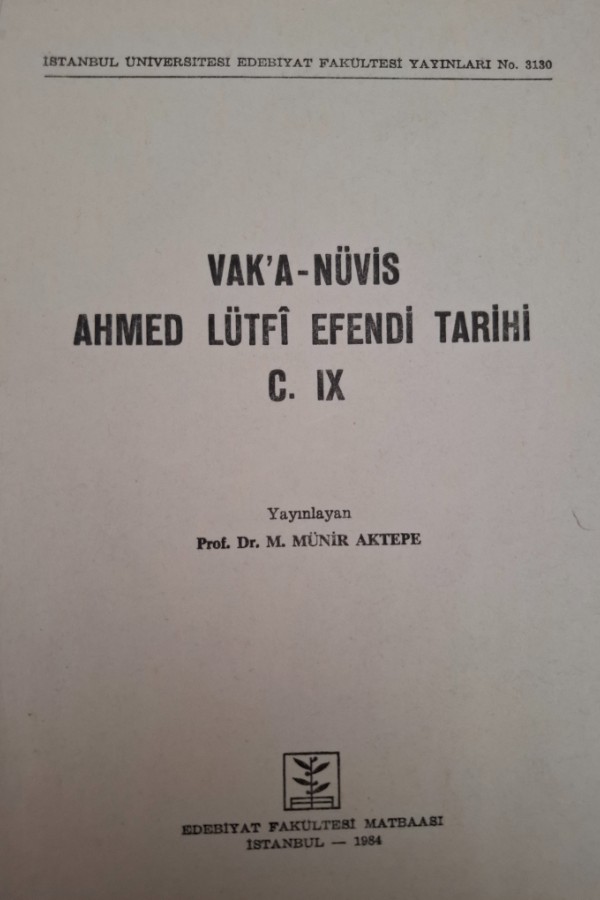 İSTANBUL ÜNİVERSİTESİ EDEBİYAT FAKÜLTESİ YAYINLARI No. 3130
VAK'A-NÜVİS
AHMED LÜTFÎ EFENDİ TARİHİ
C. IX
Yayınlayan
Prof. Dr. M. MÜNİR AKTEPE
EDEBİYAT FAKÜLTESİ MATBAASI
İSTANBUL — 1984